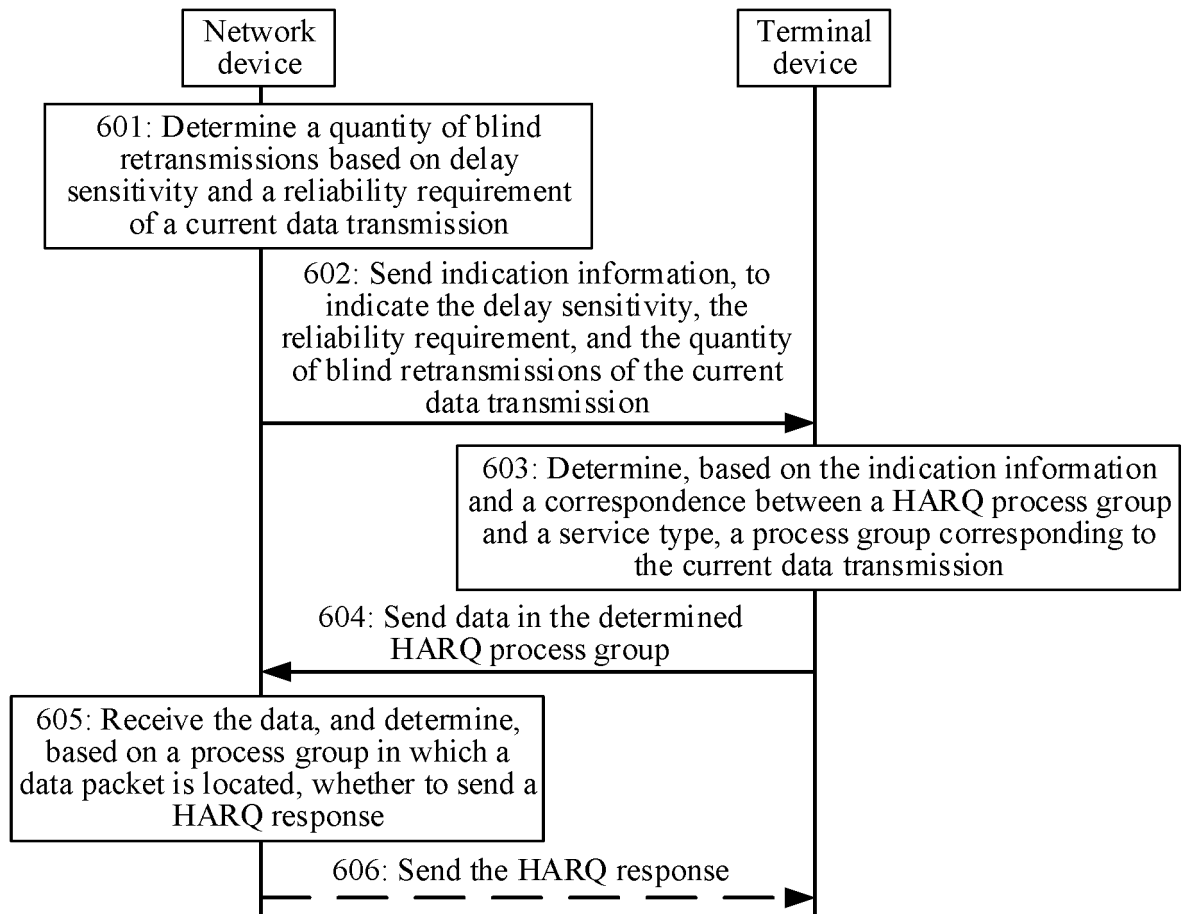 Network
device
Terminal
device
601: Determine a quantity of blind
retransmissions based on delay
sensitivity and a reliability requirement
of a current data transmission
602: Send indication information, to
indicate the delay sensitivity, the
reliability requirement, and the quantity
of blind retransmissions of the current
data transmission
603: Determine, based on the indication information
and a correspondence between a HARQ process group
and a service type, a process group corresponding to
the current data transmission
604: Send data in the determined
HARQ process group
605: Receive the data, and determine,
based on a process group in which a
data packet is located, whether to send a
HARQ response
606: Send the HARQ response